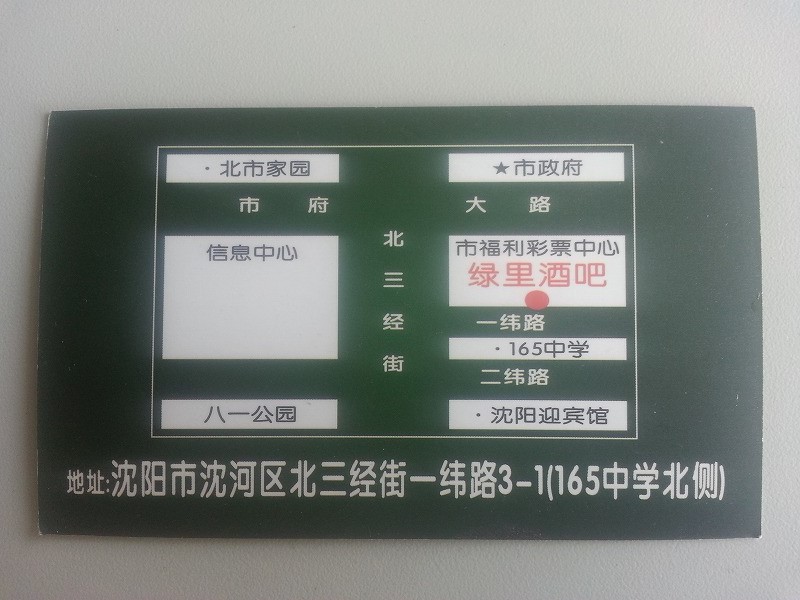 ·北市家园
★市政府
市府大路
北三经街
信息中心
市福利彩票中心
绿里酒吧
一纬路
·165中学
二纬路
八一公园
·沈阳迎宾馆
地址:沈阳市沈河区北三经街一纬路3-1(165中学北侧)